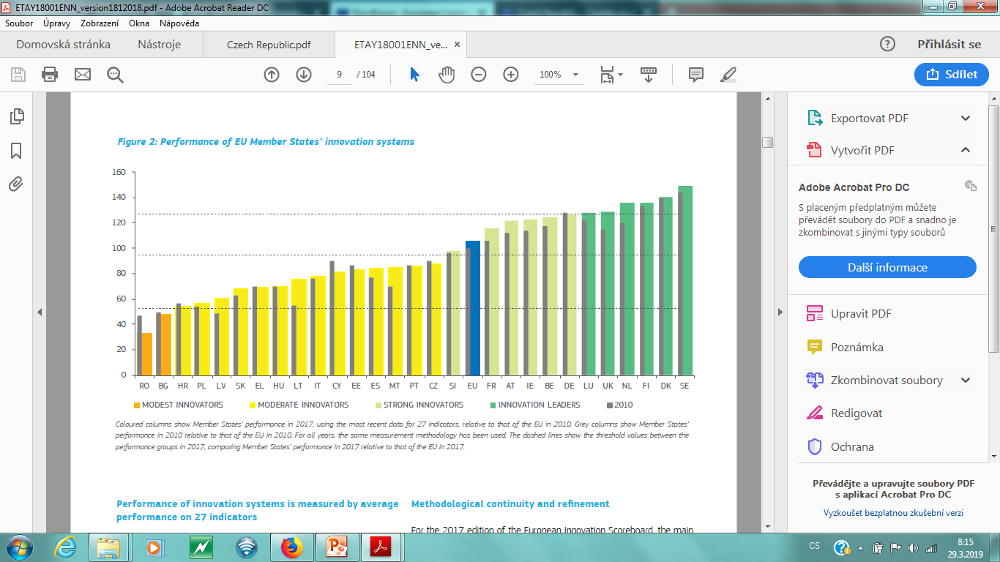 ETAY18001ENN_version1812018.pdf - Adobe Acrobat Reader DC
Soubor Úpravy Zobrazení Okna Nápověda
Domovská stránka Nástroje Czech Republic.pdf ETAY18001ENN_ve... × Přihlásit se
9 / 104 100% Sdílet
Figure 2: Performance of EU Member States' innovation systems
160
140
120
100
80
60
40
20
0
RO BG HR PL LV SK EL HU LT IT CY EE ES MT PT CZ SI EU FR AT IE BE DE LU UK NL FI DK SE
MODEST INNOVATORS MODERATE INNOVATORS STRONG INNOVATORS INNOVATION LEADERS 2010
Coloured columns show Member States' performance in 2017, using the most recent data for 27 indicators, relative to that of the EU in 2010. Grey columns show Member States'
performance in 2010 relative to that of the EU in 2010. For all years, the same measurement methodology has been used. The dashed lines show the threshold values between the
performance groups in 2017, comparing Member States' performance in 2017 relative to that of the EU in 2017.
Performance of innovation systems is measured by average
performance on 27 indicators
Methodological continuity and refinement
For the 2017 edition of the European Innovation Scoreboard, the main
Exportovat PDF
Vytvořit PDF
Adobe Acrobat Pro DC
S placeným předplatným můžete
převádět soubory do PDF a snadno je
zkombinovat s jinými typy souborů
Další informace
Upravit PDF
Poznámka
Zkombinovat soubory
Redigovat
Ochrana
Převádějte a upravujte soubory PDF
s aplikací Acrobat Pro DC
Vyzkoušet bezplatnou zkušební verzi
CS 8:15
29.3.2019